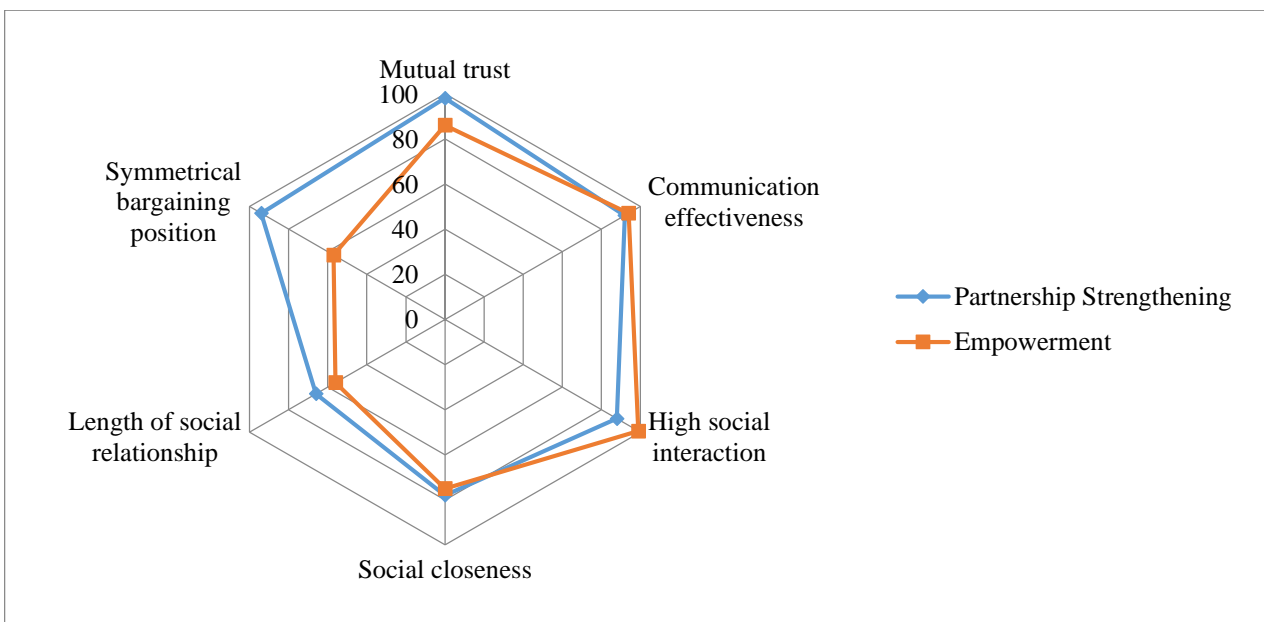 Mutual trust
100
80
60
40
20
0
Symmetrical
bargaining
position
Communication
effectiveness
Length of social
relationship
High social
interaction
Social closeness
Partnership Strengthening
Empowerment